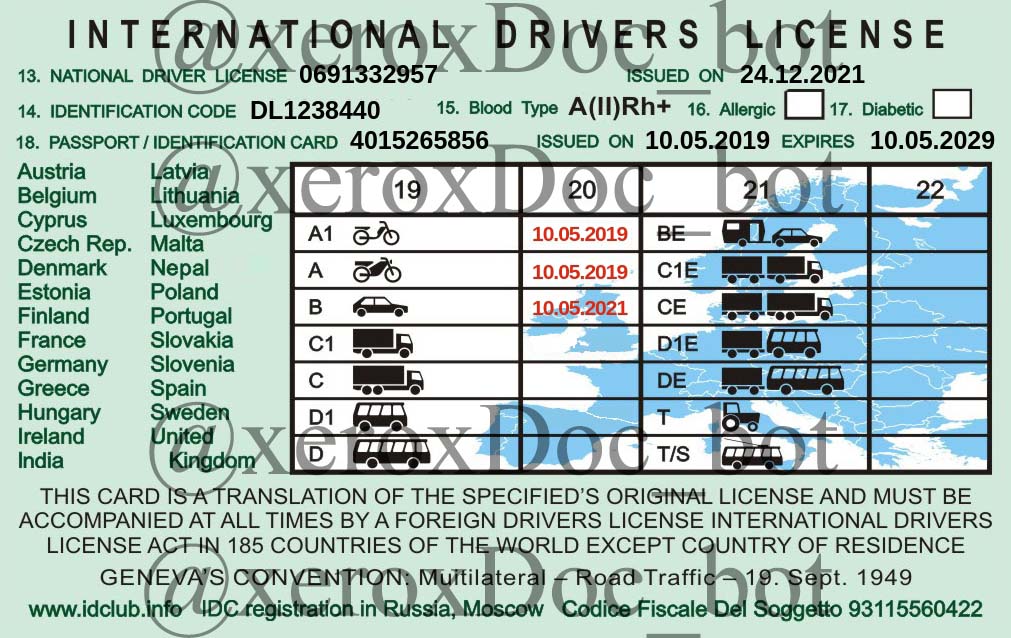 INTERNATIONAL DRIVERS LICENSE
@xeroxDoc_bot
13. NATIONAL DRIVER LICENSE 0691332957 ISSUED ON 24.12.2021
14. IDENTIFICATION CODE DL1238440 15. Blood Type A(II)Rh+ 16. Allergic 17. Diabetic
18. PASSPORT / IDENTIFICATION CARD 4015265856 ISSUED ON 10.05.2019 EXPIRES 10.05.2029
@xeroxDoc_bot
Austria Latvia
Belgium Lithuania 19 20 21 22
Cyprus Luxembourg
Czech Rep. Malta A1 10.05.2019 BE
Denmark Nepal A 10.05.2019 C1E
Estonia Poland
Finland Portugal B 10.05.2021 CE
France Slovakia C1 D1E
Germany Slovenia
Greece Spain C DE
Hungary Sweden D1 T
Ireland United
India Kingdom D T/S
@xeroxDoc_bot
THIS CARD IS A TRANSLATION OF THE SPECIFIED'S ORIGINAL LICENSE AND MUST BE
ACCOMPANIED AT ALL TIMES BY A FOREIGN DRIVERS LICENSE INTERNATIONAL DRIVERS
LICENSE ACT IN 185 COUNTRIES OF THE WORLD EXCEPT COUNTRY OF RESIDENCE
GENEVA'S CONVENTION: Multilateral – Road Traffic – 19. Sept. 1949
@xeroxDoc_bot
www.idclub.info IDC registration in Russia, Moscow Codice Fiscale Del Soggetto 93115560422